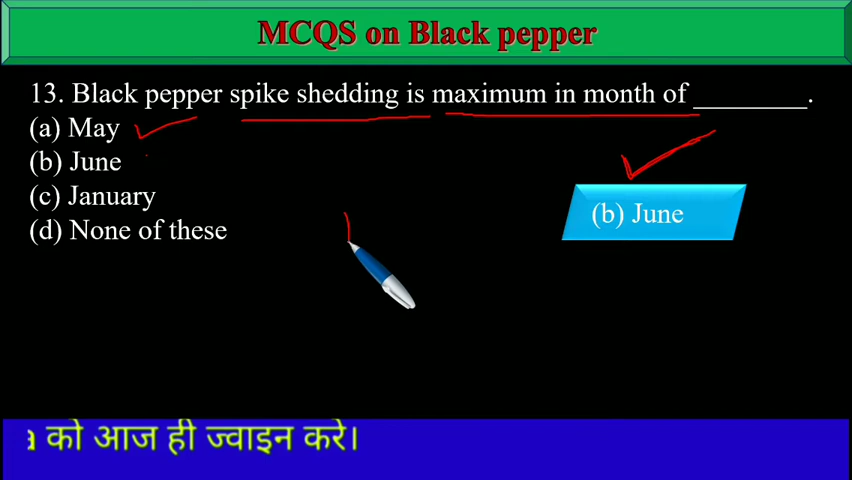 MCQS on Black pepper
13. Black pepper spike shedding is maximum in month of ________.
(a) May
(b) June
(c) January
(d) None of these
(b) June
को आज ही ज्वाइन करे।